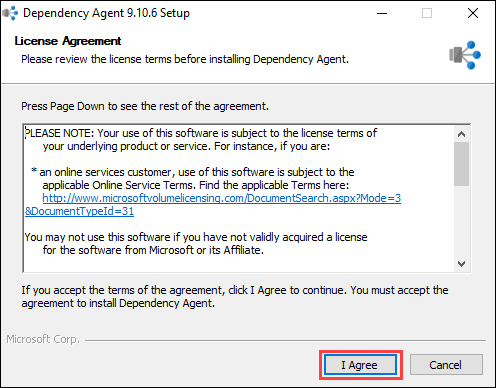 Dependency Agent 9.10.6 Setup
License Agreement
Please review the license terms before installing Dependency Agent.
Press Page Down to see the rest of the agreement.
PLEASE NOTE: Your use of this software is subject to the license terms of
your underlying product or service. For instance, if you are:
* an online services customer, use of this software is subject to the
applicable Online Service Terms. Find the applicable Terms here:
http://www.microsoftvolumelicensing.com/DocumentSearch.aspx?Mode=3
&DocumentTypeId=31
You may not use this software if you have not validly acquired a license
for the software from Microsoft or its Affiliate.
If you accept the terms of the agreement, click I Agree to continue. You must accept the
agreement to install Dependency Agent.
Microsoft Corp.
I Agree
Cancel